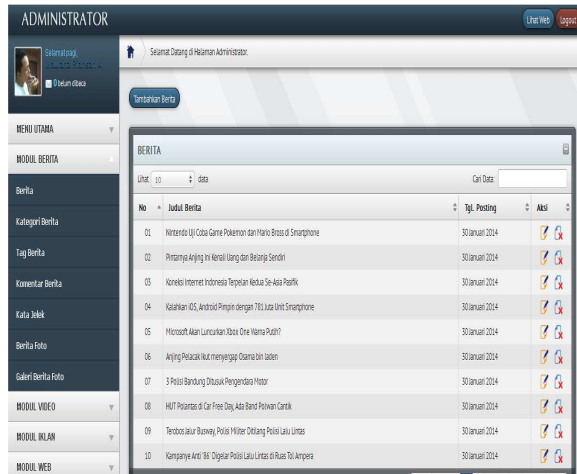 ADMINISTRATOR
Lihat Web Logout
Selamat pagi,
0 belum dibaca
Selamat Datang di Halaman Administrator.
Tambahkan Berita
MENU UTAMA
MODUL BERITA
Berita
Kategori Berita
Tag Berita
Komentar Berita
Kata Jelek
Berita Foto
Galeri Berita Foto
MODUL VIDEO
MODUL IKLAN
MODUL WEB
BERITA
Lihat 10 data Cari Data:
No Judul Berita Tgl. Posting Aksi
01 Nintendo Uji Coba Game Pokemon dan Mario Bross di Smartphone 30 Januari 2014
02 Pintarnya Anjing Ini Kenali Uang dan Belanja Sendiri 30 Januari 2014
03 Koneksi Internet Indonesia Terpelan Kedua Se-Asia Pasifik 30 Januari 2014
04 Kalahkan iOS, Android Pimpin dengan 781 Juta Unit Smartphone 30 Januari 2014
05 Microsoft Akan Luncurkan Xbox One Warna Putih? 30 Januari 2014
06 Anjing Pelacak Ikut menyergap Osama bin laden 30 Januari 2014
07 3 Polisi Bandung Ditusuk Pengendara Motor 30 Januari 2014
08 HUT Polantas di Car Free Day, Ada Band Polwan Cantik 30 Januari 2014
09 Terobos Jalur Busway, Polisi Militer Ditilang Polisi Lalu Lintas 30 Januari 2014
10 Kampanye Anti '86' Digelar Polisi Lalu Lintas di Ruas Tol Ampera 30 Januari 2014